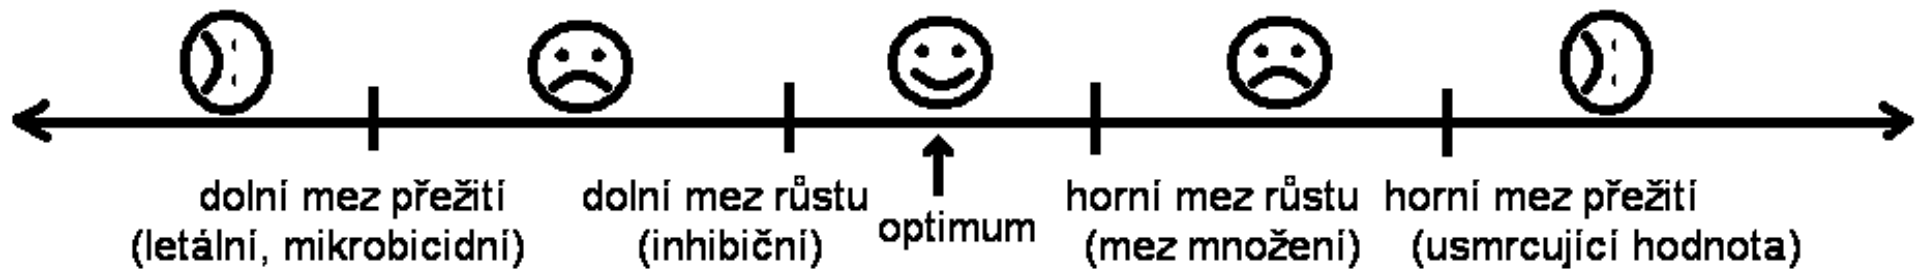 dolní mez přežití
(letální, mikrobicidní)
dolní mez růstu
(inhibiční)
optimum
horní mez růstu
(mez množení)
horní mez přežití
(usmrcující hodnota)